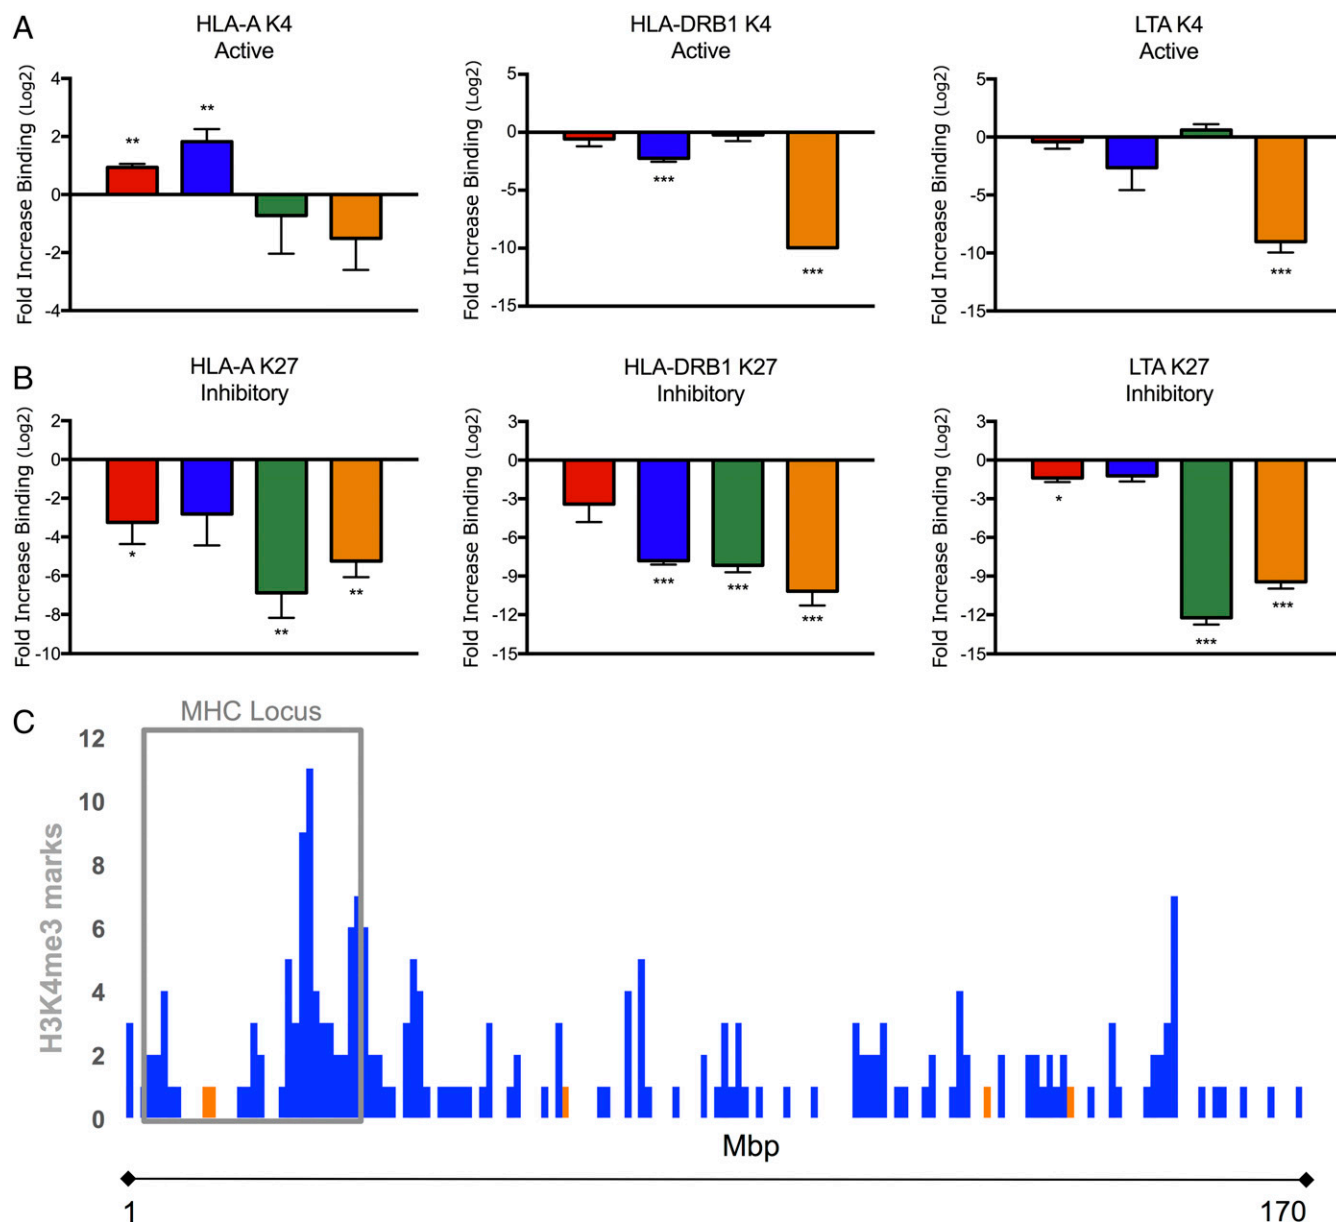 A
HLA-A K4
Active
HLA-DRB1 K4
Active
LTA K4
Active
Fold Increase Binding (Log2)
4
2
0
-2
-4
**
**
Fold Increase Binding (Log2)
5
0
-5
-10
-15
***
***
Fold Increase Binding (Log2)
5
0
-5
-10
-15
***
B
HLA-A K27
Inhibitory
HLA-DRB1 K27
Inhibitory
LTA K27
Inhibitory
Fold Increase Binding (Log2)
2
0
-2
-4
-6
-8
-10
*
**
**
Fold Increase Binding (Log2)
3
0
-3
-6
-9
-12
-15
***
***
***
Fold Increase Binding (Log2)
3
0
-3
-6
-9
-12
-15
*
***
***
C
MHC Locus
H3K4me3 marks
12
10
8
6
4
2
0
Mbp
1
170